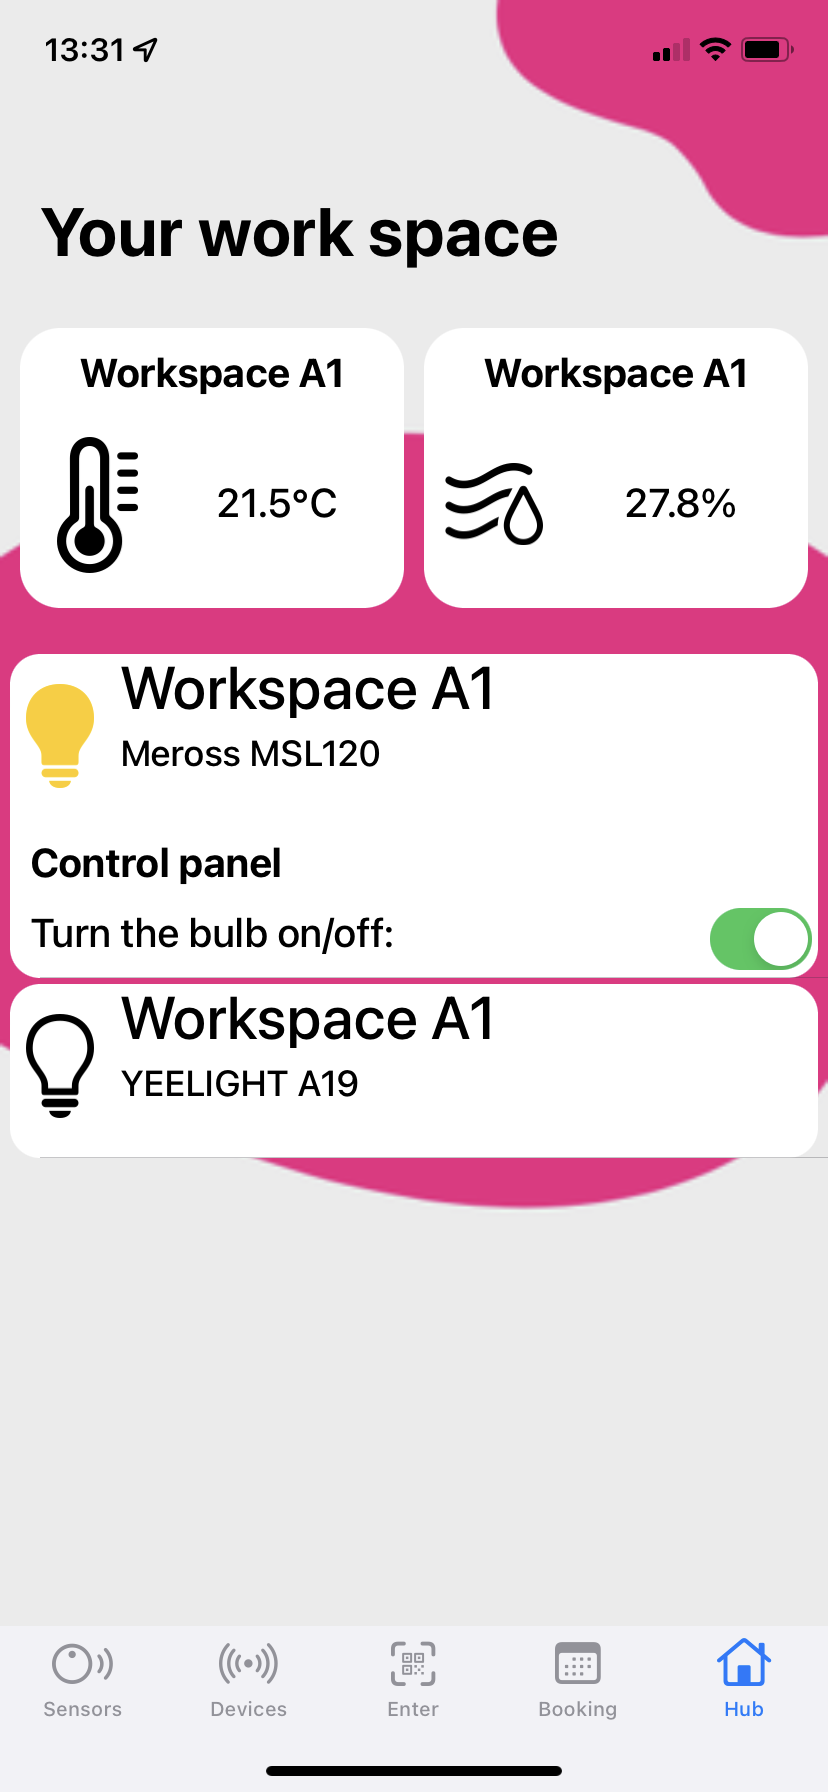 13:31
Your work space
Workspace A1
21.5°C
Workspace A1
27.8%
Workspace A1
Meross MSL120
Control panel
Turn the bulb on/off:
Workspace A1
YEELIGHT A19
Sensors
Devices
Enter
Booking
Hub